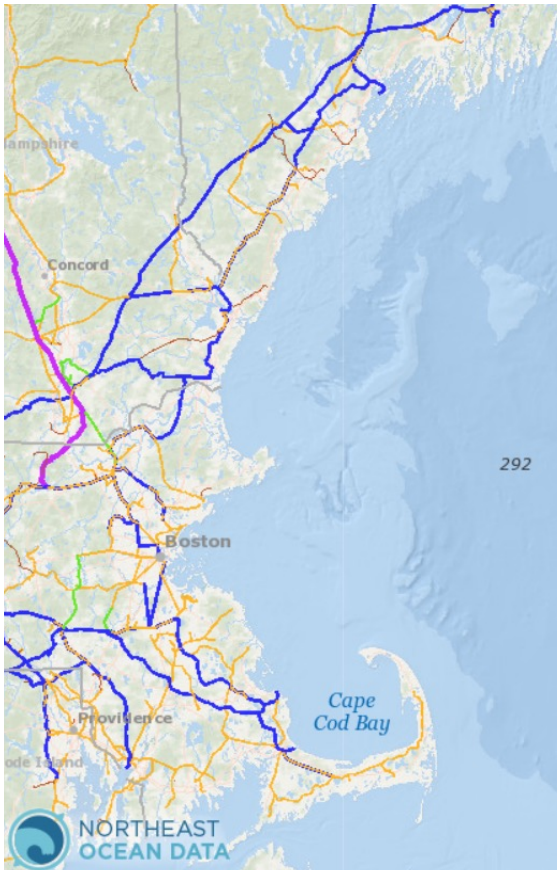 Hampshire
Concord
292
Boston
Cape
Cod Bay
Providence
ode Island
NORTHEAST
OCEAN DATA